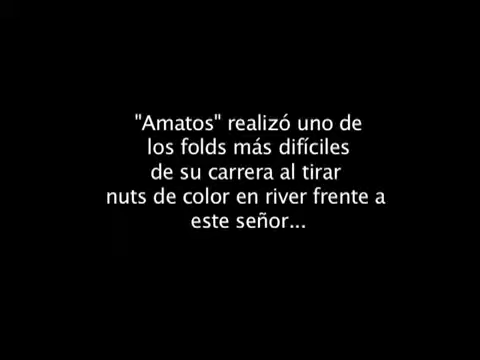 "Amatos" realizó uno de
los folds más difíciles
de su carrera al tirar
nuts de color en river frente a
este señor...